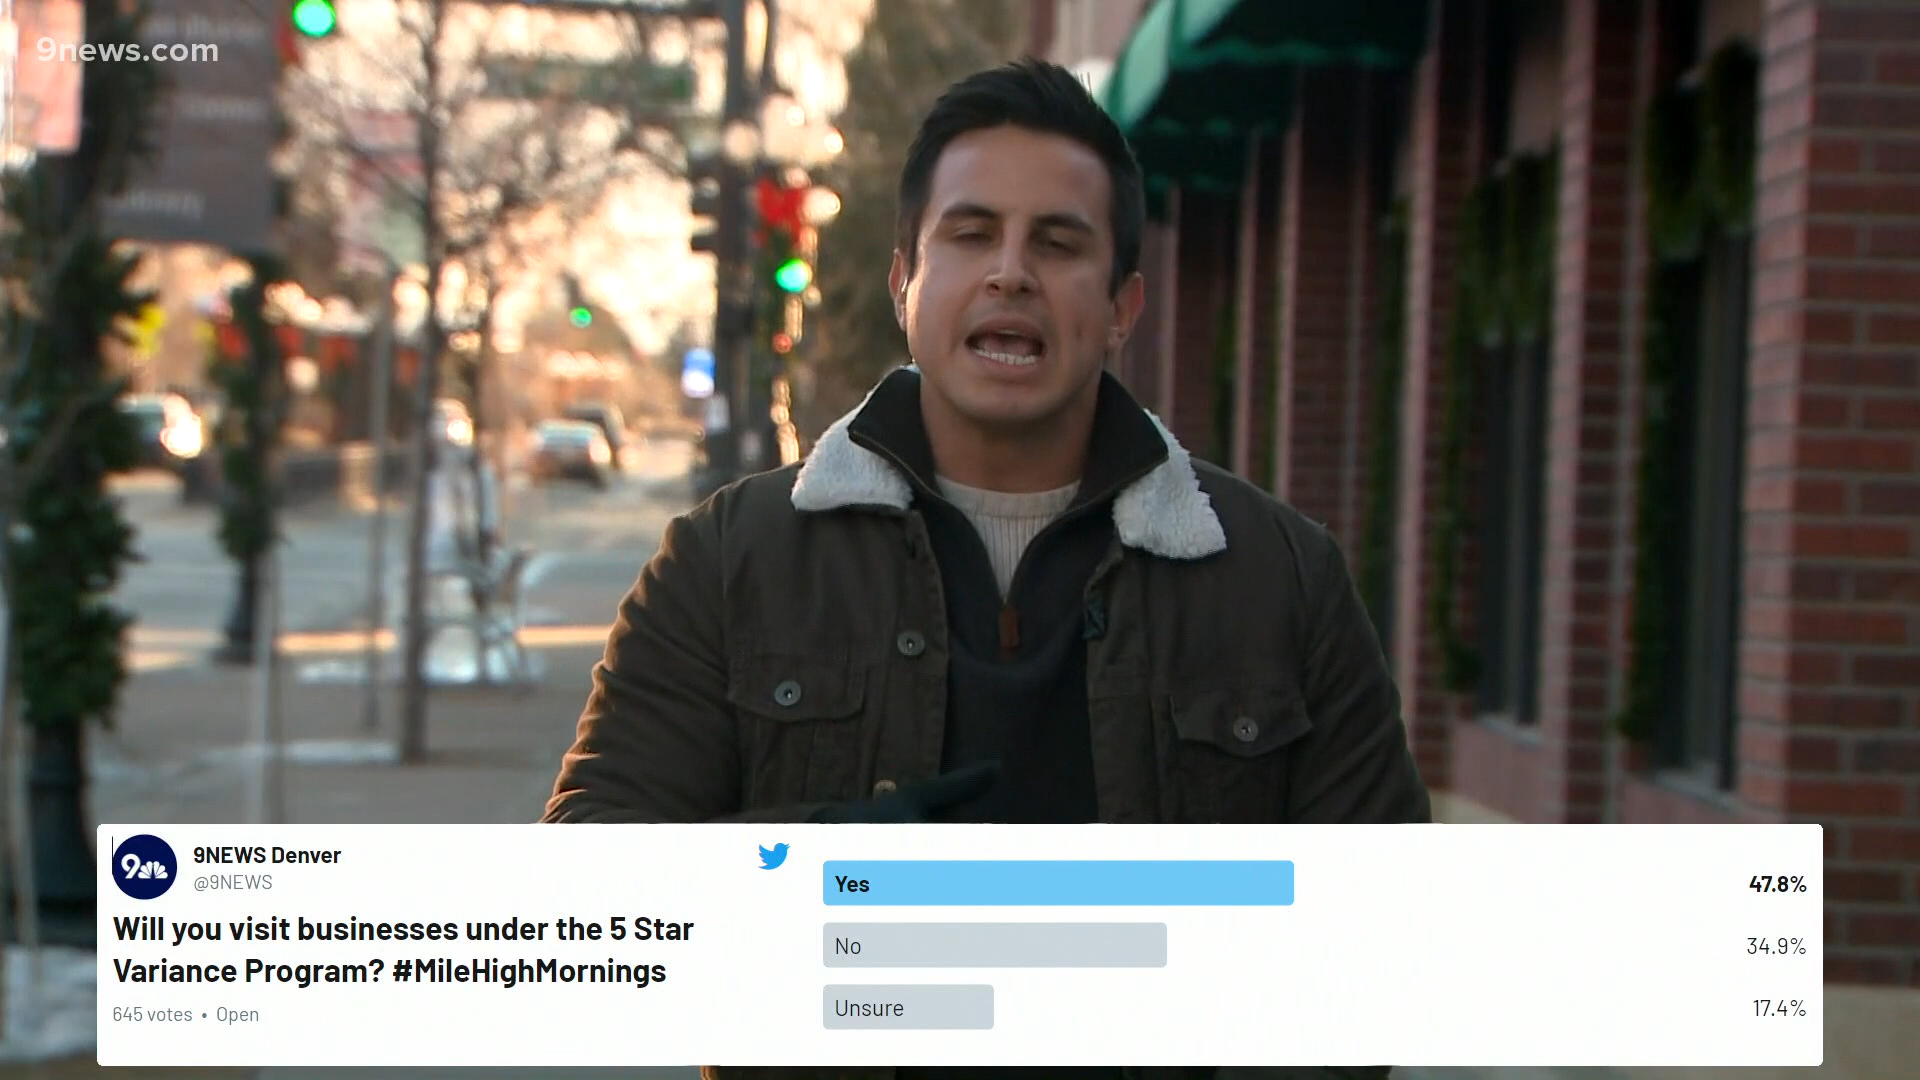 9news.com
9
9NEWS Denver
@9NEWS
Will you visit businesses under the 5 Star
Variance Program? #MileHighMornings
645 votes • Open
Yes 47.8%
No 34.9%
Unsure 17.4%